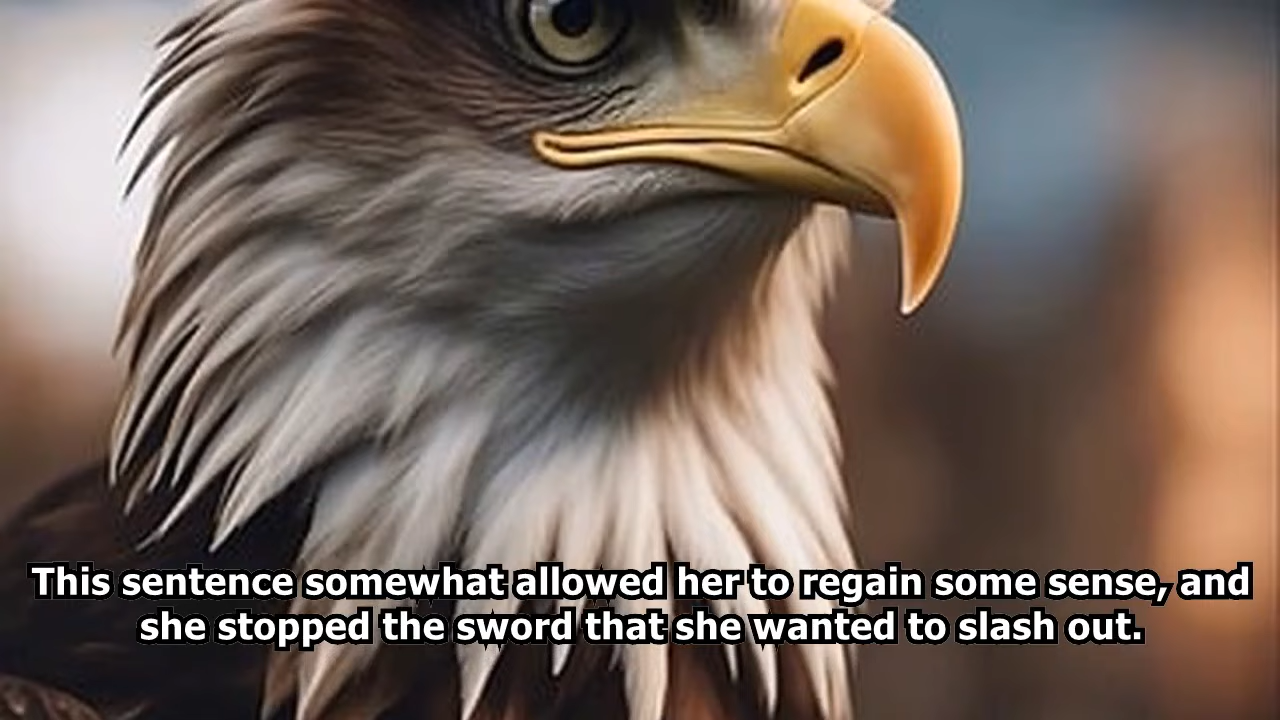 This sentence somewhat allowed her to regain some sense, and
she stopped the sword that she wanted to slash out.